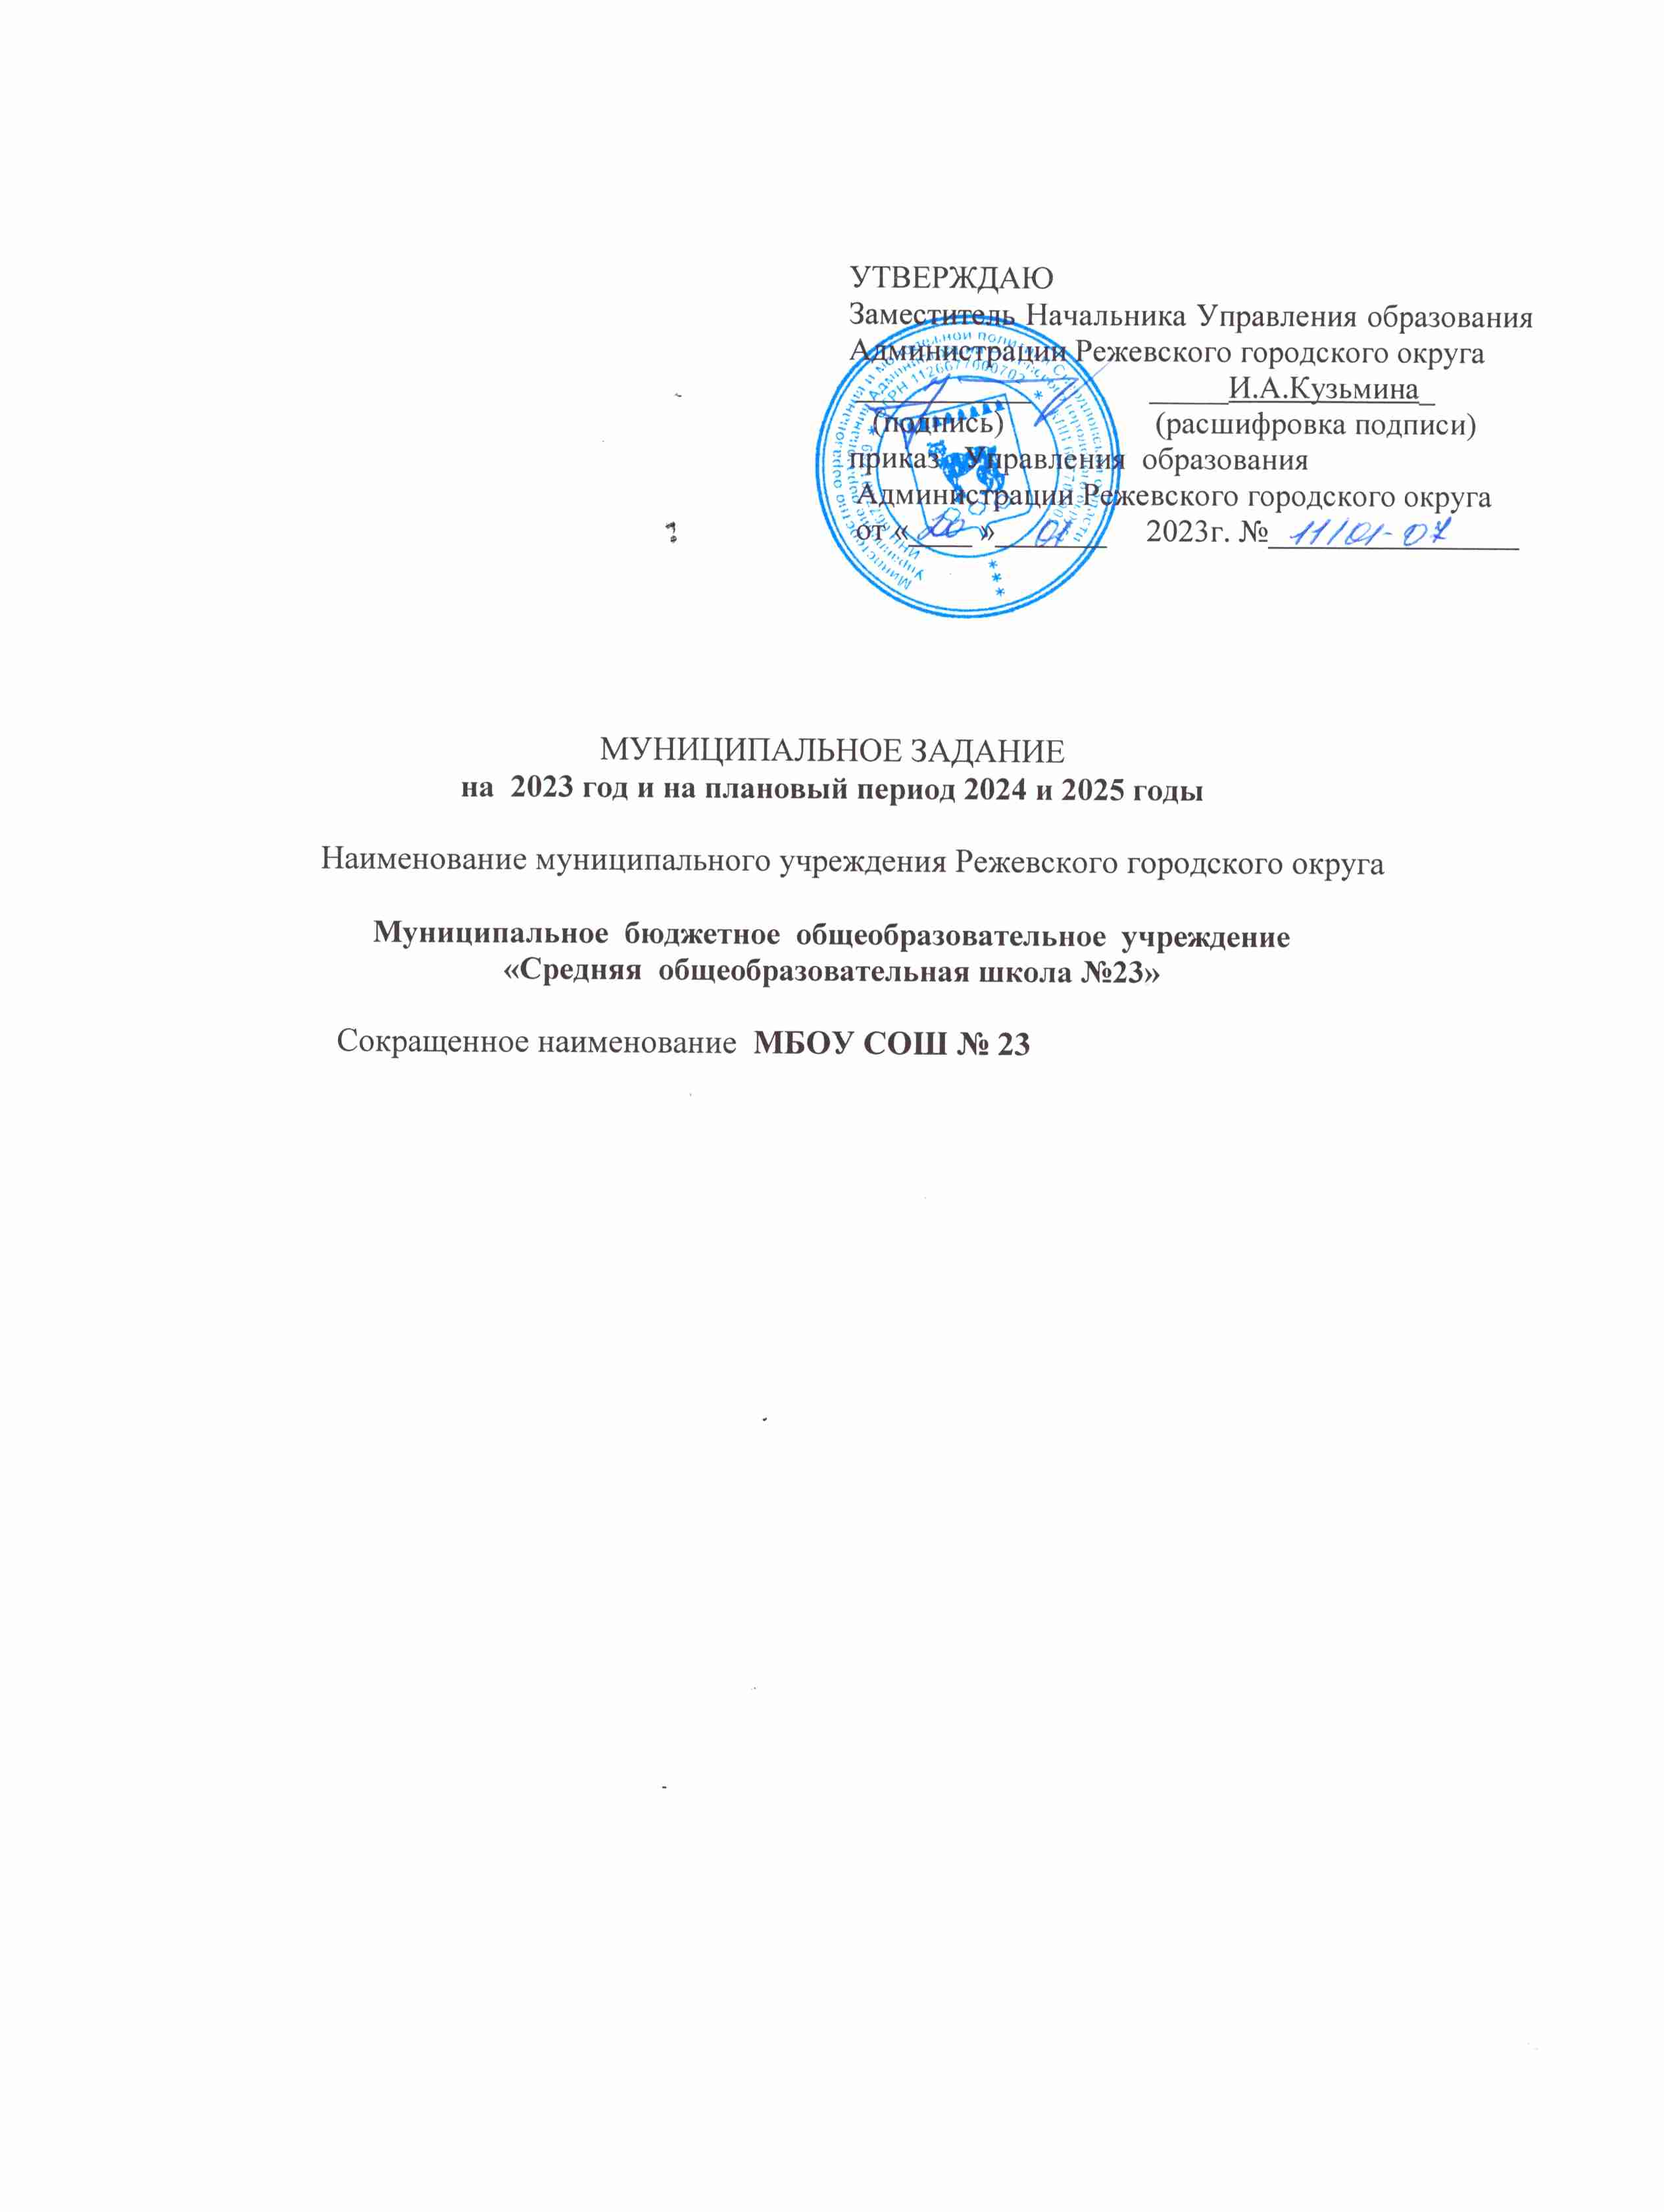 УТВЕРЖДАЮ
Заместитель Начальника Управления образования
Администрации Режевского городского округа
И.А.Кузьмина
(подпись) (расшифровка подписи)
приказ Управления образования
Администрации Режевского городского округа
от «20» 01 2023г. № 11/01-07
ОГРН 1126677000702
МУНИЦИПАЛЬНОЕ ЗАДАНИЕ
на 2023 год и на плановый период 2024 и 2025 годы
Наименование муниципального учреждения Режевского городского округа
Муниципальное бюджетное общеобразовательное учреждение
«Средняя общеобразовательная школа №23»
Сокращенное наименование МБОУ СОШ № 23